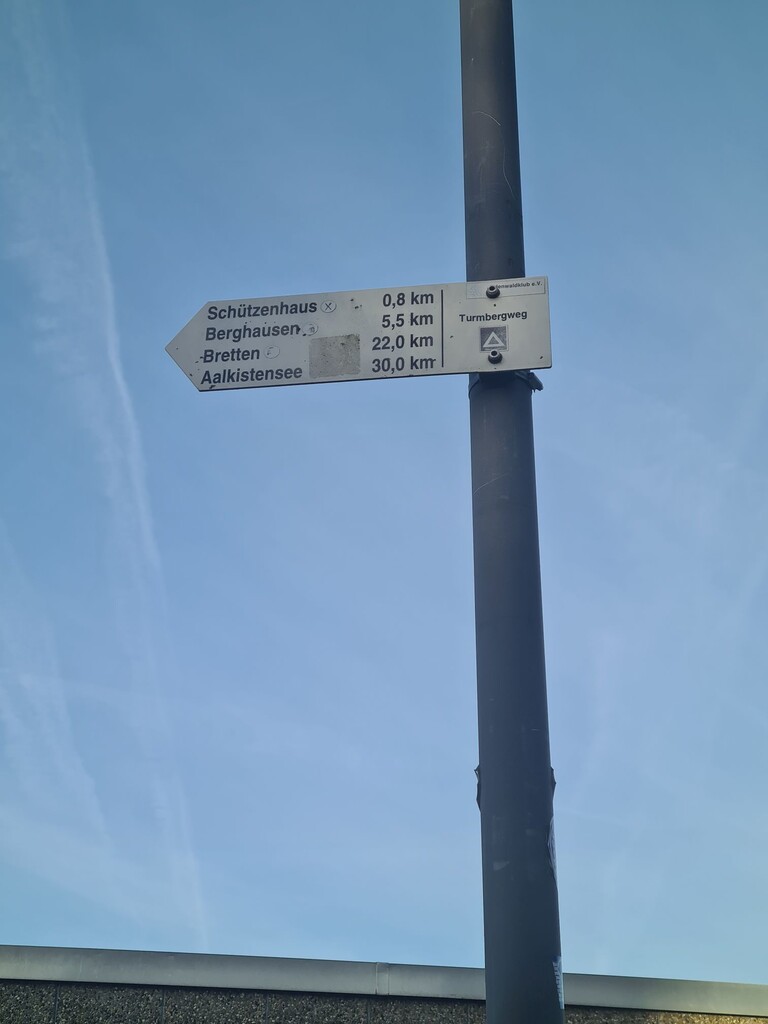 Schützenhaus 0,8 km
Berghausen 5,5 km
Bretten 22,0 km
Aalkistensee 30,0 km
e.V.
Turmbergweg